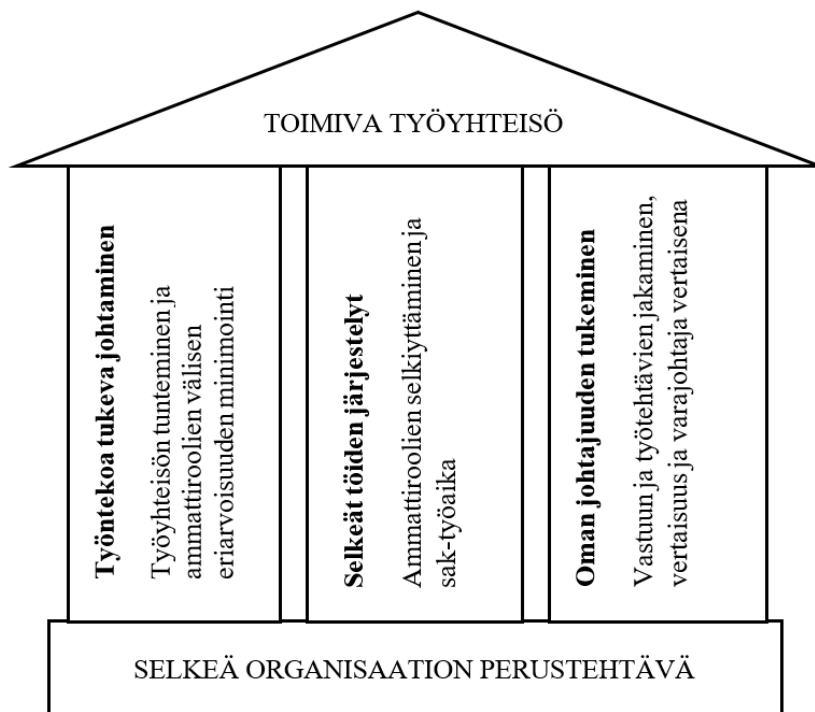 TOIMIVA TYÖYHTEISÖ
Työntekoa tukeva johtaminen
Työyhteisön tunteminen ja
ammattiroolien välisen
eriarvoisuuden minimointi
Selkeät töiden järjestelyt
Ammattiroolien selkiyttäminen ja
sak-työaika
Oman johtajuuden tukeminen
Vastuun ja työtehtävien jakaminen,
vertaisuus ja varajohtaja vertaisena
SELKEÄ ORGANISAATION PERUSTEHTÄVÄ